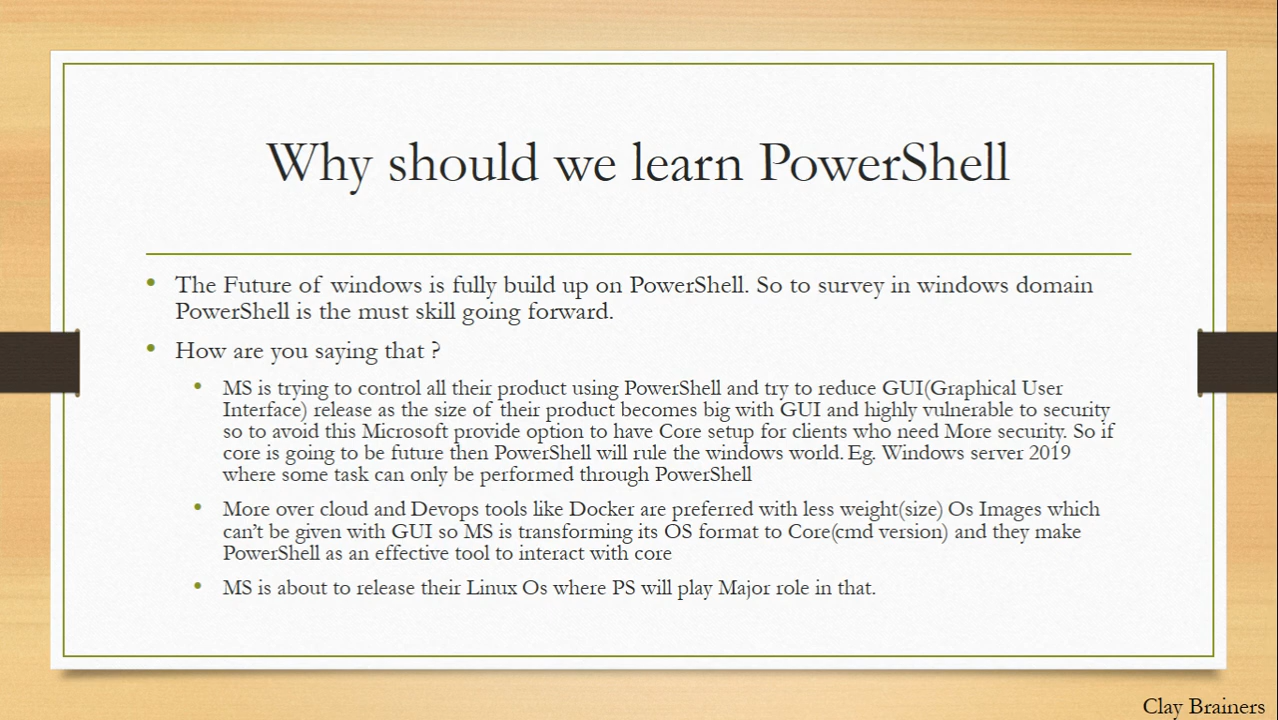 Why should we learn PowerShell
• The Future of windows is fully build up on PowerShell. So to survey in windows domain
PowerShell is the must skill going forward.
• How are you saying that ?
• MS is trying to control all their product using PowerShell and try to reduce GUI(Graphical User
Interface) release as the size of their product becomes big with GUI and highly vulnerable to security
so to avoid this Microsoft provide option to have Core setup for clients who need More security. So if
core is going to be future then PowerShell will rule the windows world. Eg. Windows server 2019
where some task can only be performed through PowerShell
• More over cloud and Devops tools like Docker are preferred with less weight(size) Os Images which
can't be given with GUI so MS is transforming its OS format to Core(cmd version) and they make
PowerShell as an effective tool to interact with core
• MS is about to release their Linux Os where PS will play Major role in that.
Clay Brainers